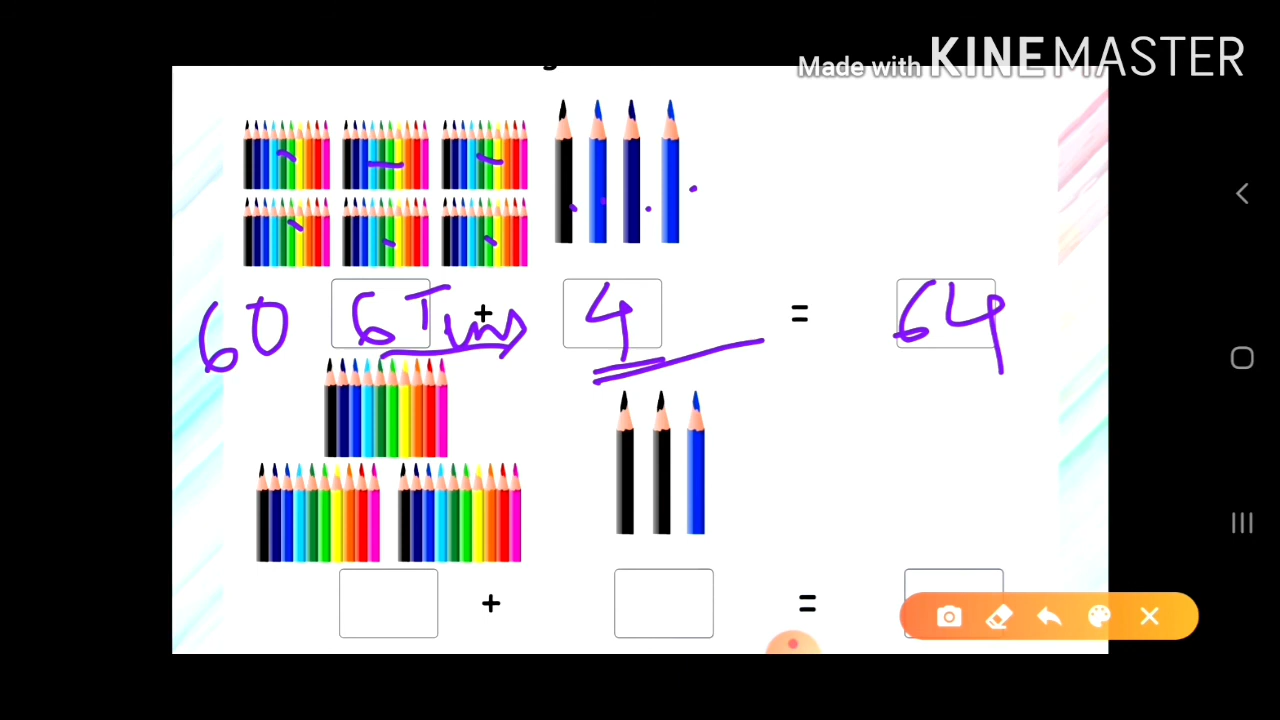 Made with KINEMASTER
60 6 Tens + 4 = 64
+ =